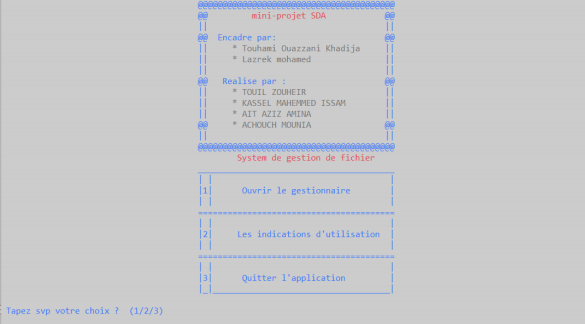 @@@@@@@@@@@@@@@@@@@@@@@@@@@@@@@@@@@@@@@@
@@ mini-projet SDA @@
|| ||
@@ Encadre par: @@
|| * Touhami Ouazzani Khadija ||
|| * Lazrek mohamed ||
|| ||
@@ Realise par : @@
|| * TOUIL ZOUHEIR ||
|| * KASSEL MAHEMMED ISSAM ||
|| * AIT AZIZ AMINA ||
@@ * ACHOUCH MOUNIA @@
|| ||
@@@@@@@@@@@@@@@@@@@@@@@@@@@@@@@@@@@@@@@@
System de gestion de fichier
________________________________________
| | |
|1| Ouvrir le gestionnaire |
| | |
========================================
| | |
|2| Les indications d'utilisation |
| | |
========================================
| | |
|3| Quitter l'application |
|_|____________________________________|
Tapez svp votre choix ? (1/2/3)